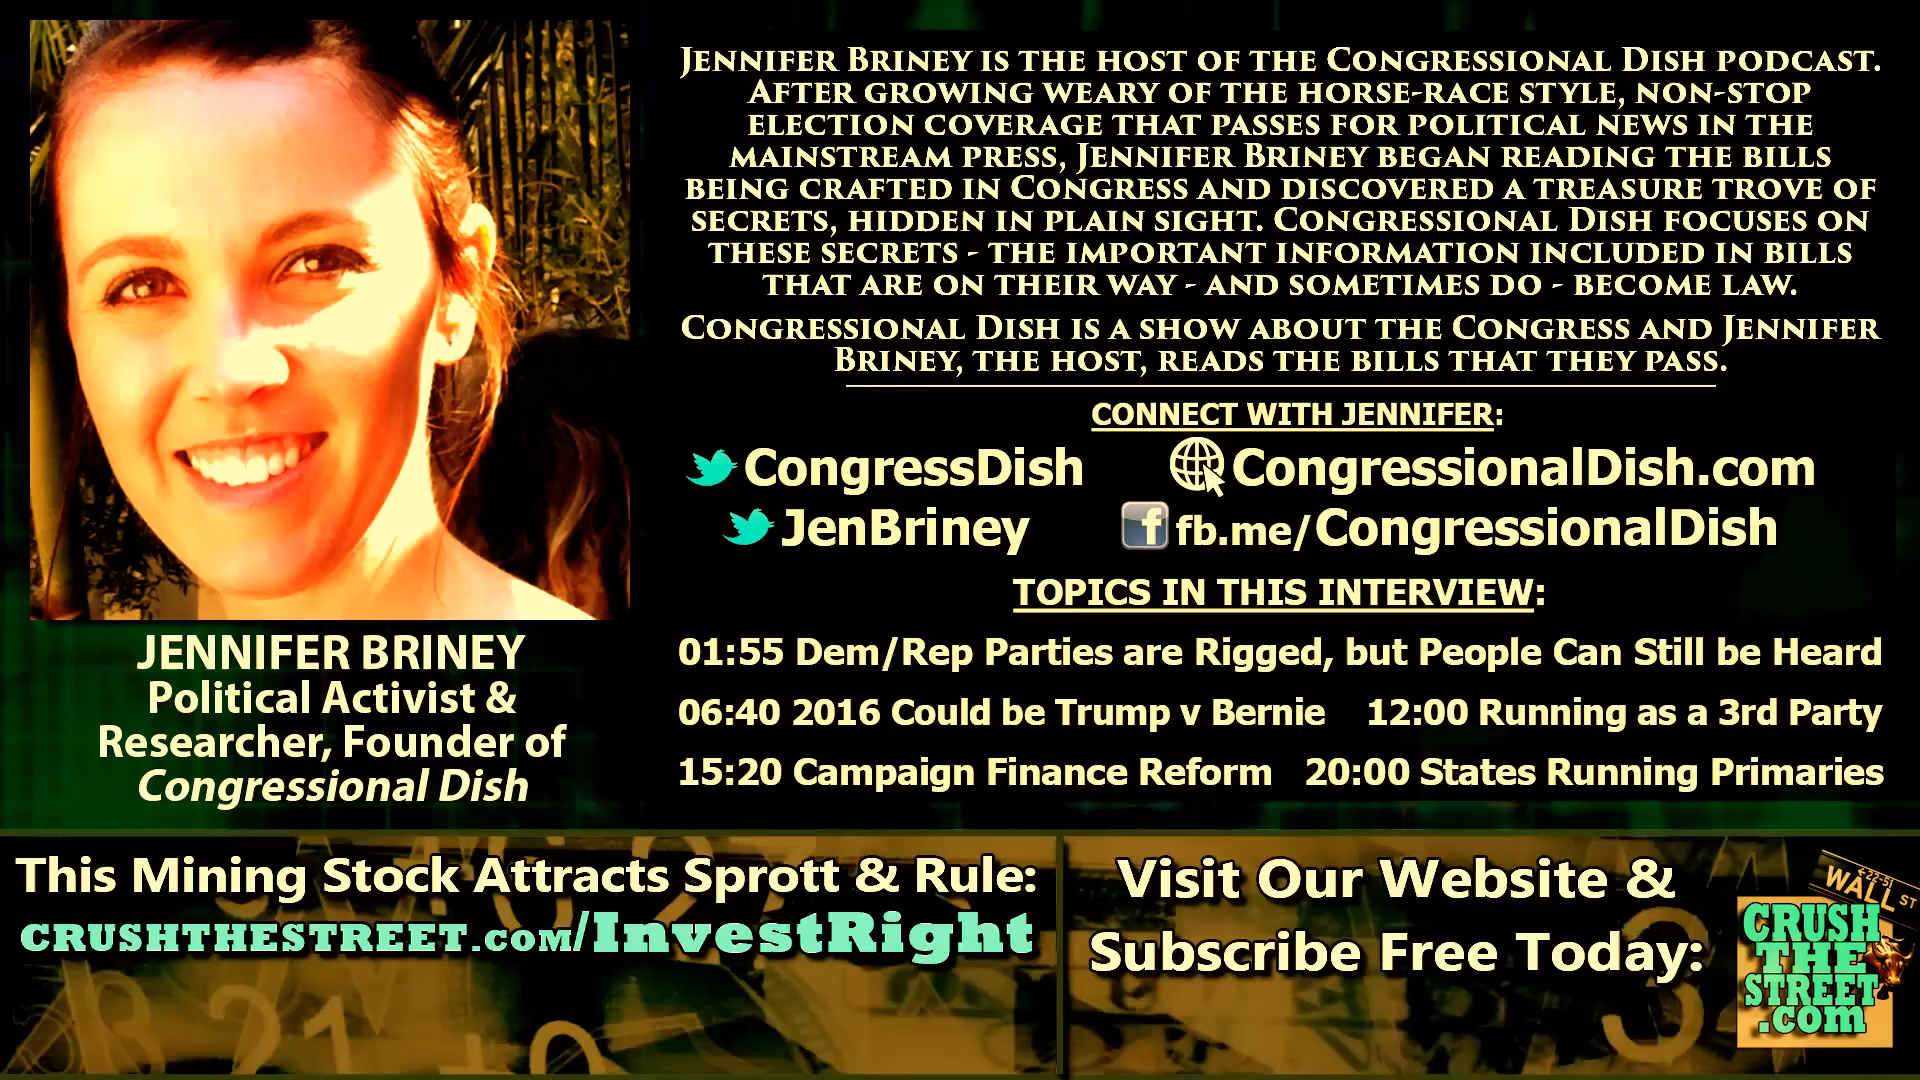 JENNIFER BRINEY IS THE HOST OF THE CONGRESSIONAL DISH PODCAST.
AFTER GROWING WEARY OF THE HORSE-RACE STYLE, NON-STOP
ELECTION COVERAGE THAT PASSES FOR POLITICAL NEWS IN THE
MAINSTREAM PRESS, JENNIFER BRINEY BEGAN READING THE BILLS
BEING CRAFTED IN CONGRESS AND DISCOVERED A TREASURE TROVE OF
SECRETS, HIDDEN IN PLAIN SIGHT. CONGRESSIONAL DISH FOCUSES ON
THESE SECRETS - THE IMPORTANT INFORMATION INCLUDED IN BILLS
THAT ARE ON THEIR WAY - AND SOMETIMES DO - BECOME LAW.
CONGRESSIONAL DISH IS A SHOW ABOUT THE CONGRESS AND JENNIFER
BRINEY, THE HOST, READS THE BILLS THAT THEY PASS.
CONNECT WITH JENNIFER:
CongressDish CongressionalDish.com
JenBriney fb.me/CongressionalDish
TOPICS IN THIS INTERVIEW:
01:55 Dem/Rep Parties are Rigged, but People Can Still be Heard
06:40 2016 Could be Trump v Bernie 12:00 Running as a 3rd Party
15:20 Campaign Finance Reform 20:00 States Running Primaries
JENNIFER BRINEY
Political Activist &
Researcher, Founder of
Congressional Dish
This Mining Stock Attracts Sprott & Rule:
CRUSHTHESTREET.COM/InvestRight
Visit Our Website &
Subscribe Free Today:
22-51
WALL ST
CRUSH
THE
STREET
.com